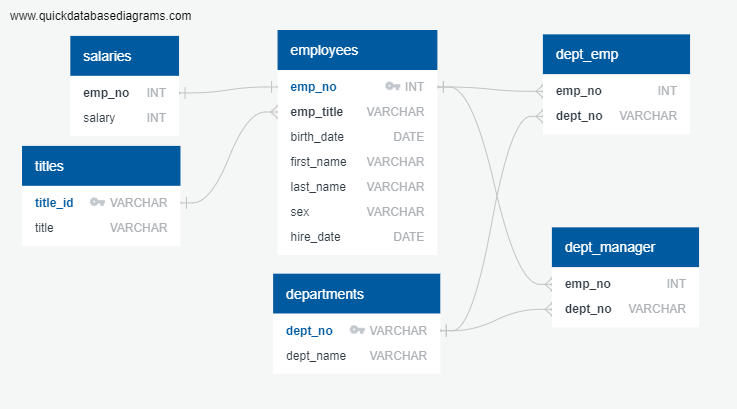 www.quickdatabasediagrams.com
salaries
emp_no INT
salary INT
titles
title_id VARCHAR
title VARCHAR
employees
emp_no INT
emp_title VARCHAR
birth_date DATE
first_name VARCHAR
last_name VARCHAR
sex VARCHAR
hire_date DATE
departments
dept_no VARCHAR
dept_name VARCHAR
dept_emp
emp_no INT
dept_no VARCHAR
dept_manager
emp_no INT
dept_no VARCHAR